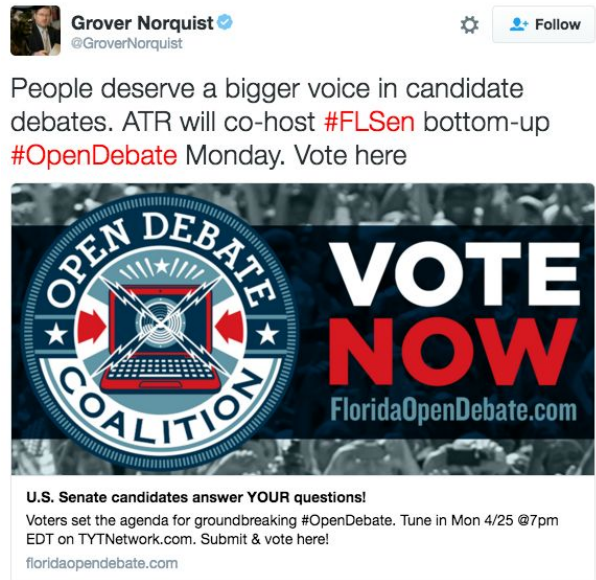 Grover Norquist
Follow
@GroverNorquist
People deserve a bigger voice in candidate
debates. ATR will co-host #FLSen bottom-up
#OpenDebate Monday. Vote here
OPEN DEBATE
COALITION
VOTE
NOW
FloridaOpenDebate.com
U.S. Senate candidates answer YOUR questions!
Voters set the agenda for groundbreaking #OpenDebate. Tune in Mon 4/25 @7pm
EDT on TYTNetwork.com. Submit & vote here!
floridaopendebate.com